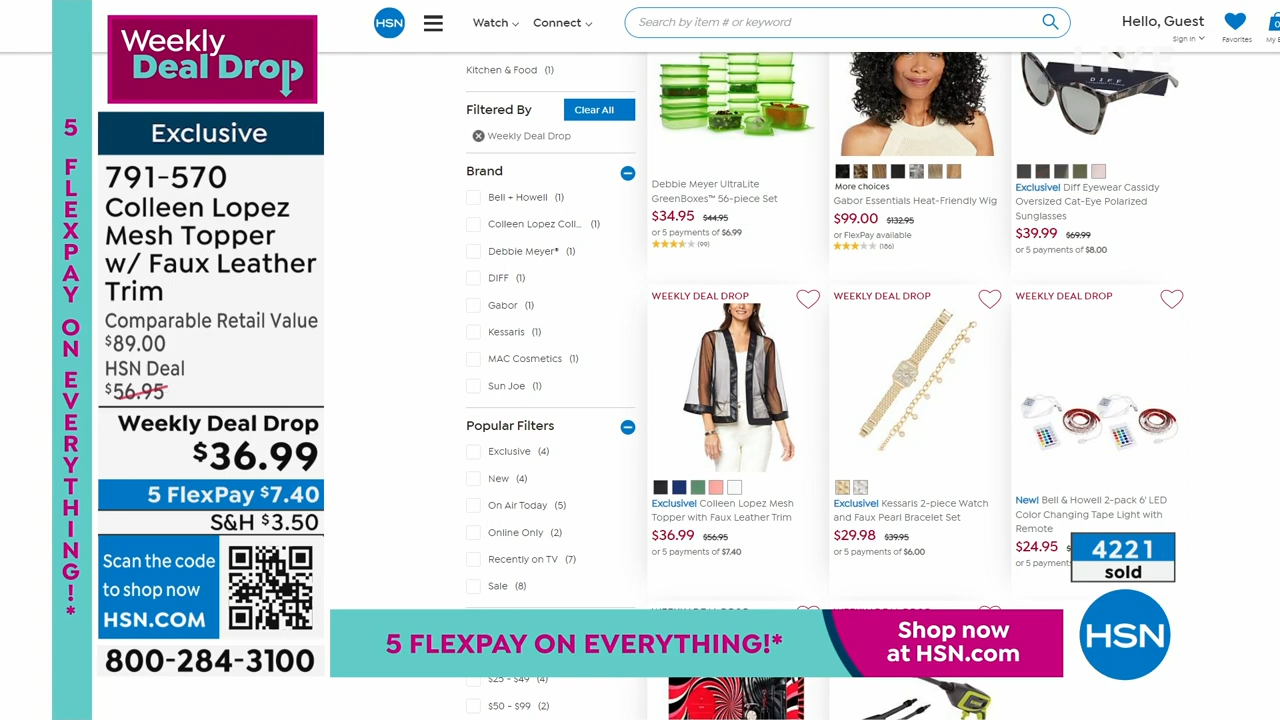 Weekly
Deal Drop
5 FLEXPAY ON EVERYTHING!*
Exclusive
791-570
Colleen Lopez
Mesh Topper
w/ Faux Leather
Trim
Comparable Retail Value
$89.00
HSN Deal
$56.95
Weekly Deal Drop
$36.99
5 FlexPay $7.40
S&H $3.50
Scan the code
to shop now
HSN.COM
800-284-3100
HSN
Watch
Connect
Search by item # or keyword
Hello, Guest
Sign In
Favorites
0
LIVE
Kitchen & Food (1)
Filtered By
Clear All
Weekly Deal Drop
Brand
Bell + Howell (1)
Colleen Lopez Coll... (1)
Debbie Meyer® (1)
DIFF (1)
Gabor (1)
Kessaris (1)
MAC Cosmetics (1)
Sun Joe (1)
Popular Filters
Exclusive (4)
New (4)
On Air Today (5)
Online Only (2)
Recently on TV (7)
Sale (8)
$25 - $49 (4)
$50 - $99 (2)
Debbie Meyer UltraLite
GreenBoxes™ 56-piece Set
$34.95 $44.95
or 5 payments of $6.99
(99)
More choices
Gabor Essentials Heat-Friendly Wig
$99.00 $132.95
or FlexPay available
(186)
DIFF
Exclusive! Diff Eyewear Cassidy
Oversized Cat-Eye Polarized
Sunglasses
$39.99 $69.99
or 5 payments of $8.00
WEEKLY DEAL DROP
Exclusive! Colleen Lopez Mesh
Topper with Faux Leather Trim
$36.99 $56.95
or 5 payments of $7.40
WEEKLY DEAL DROP
Exclusive! Kessaris 2-piece Watch
and Faux Pearl Bracelet Set
$29.98 $39.95
or 5 payments of $6.00
WEEKLY DEAL DROP
New! Bell & Howell 2-pack 6' LED
Color Changing Tape Light with
Remote
$24.95
or 5 payments
4221
sold
5 FLEXPAY ON EVERYTHING!*
Shop now
at HSN.com
HSN